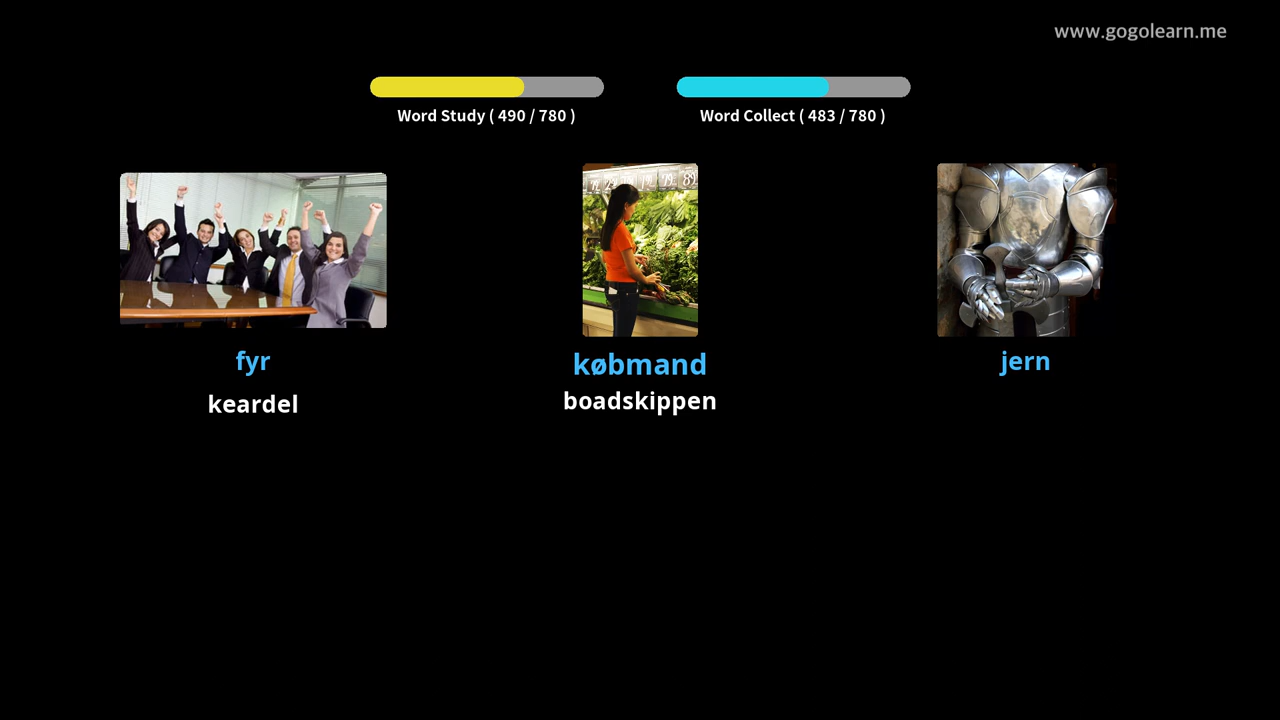 www.gogolearn.me
Word Study ( 490 / 780 )
Word Collect ( 483 / 780 )
fyr
købmand
jern
keardel
boadskippen